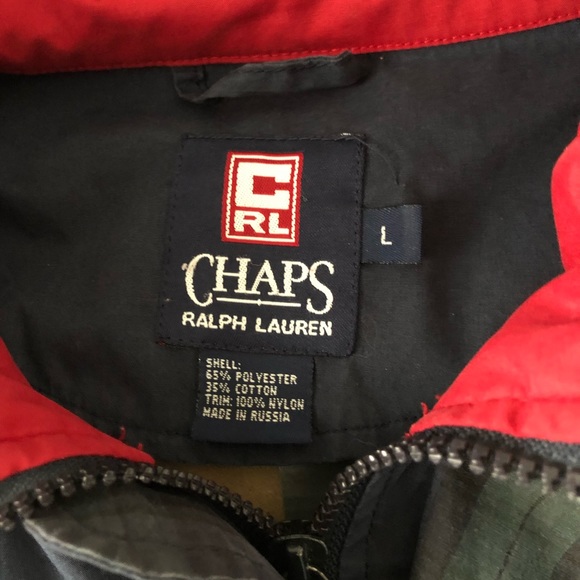 C
RL
CHAPS
RALPH LAUREN
L
SHELL:
65% POLYESTER
35% COTTON
TRIM: 100% NYLON
MADE IN RUSSIA